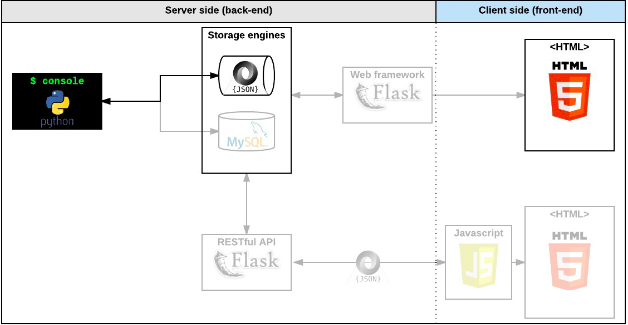 Server side (back-end)
Client side (front-end)
Storage engines
<HTML>
$ console
{JSON}
Web framework
HTML
5
Flask
python
MySQL
RESTful API
Flask
{JSON}
Javascript
JS
<HTML>
HTML
5